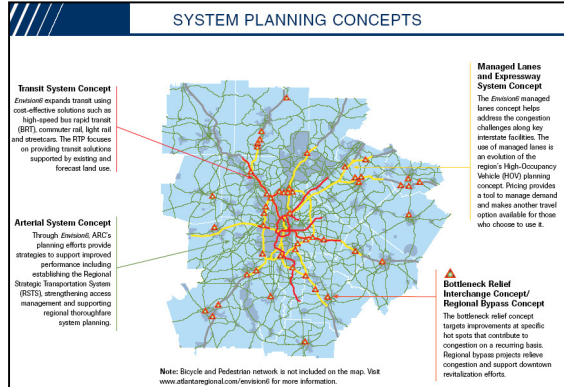 SYSTEM PLANNING CONCEPTS
Transit System Concept
Envision6 expands transit using
cost-effective solutions such as
high-speed bus rapid transit
(BRT), commuter rail, light rail
and streetcars. The RTP focuses
on providing transit solutions
supported by existing and
forecast land use.
Arterial System Concept
Through Envision6, ARC's
planning efforts provide
strategies to support improved
performance including
establishing the Regional
Strategic Transportation System
(RSTS), strengthening access
management and supporting
regional thoroughfare
system planning.
Managed Lanes
and Expressway
System Concept
The Envision6 managed
lanes concept helps
address the congestion
challenges along key
interstate facilities. The
use of managed lanes is
an evolution of the
region's High-Occupancy
Vehicle (HOV) planning
concept. Pricing provides
a tool to manage demand
and makes another travel
option available for those
who choose to use it.
Bottleneck Relief
Interchange Concept/
Regional Bypass Concept
The bottleneck relief concept
targets improvements at specific
hot spots that contribute to
congestion on a recurring basis.
Regional bypass projects relieve
congestion and support downtown
revitalization efforts.
Note: Bicycle and Pedestrian network is not included on the map. Visit
www.atlantaregional.com/envision6 for more information.